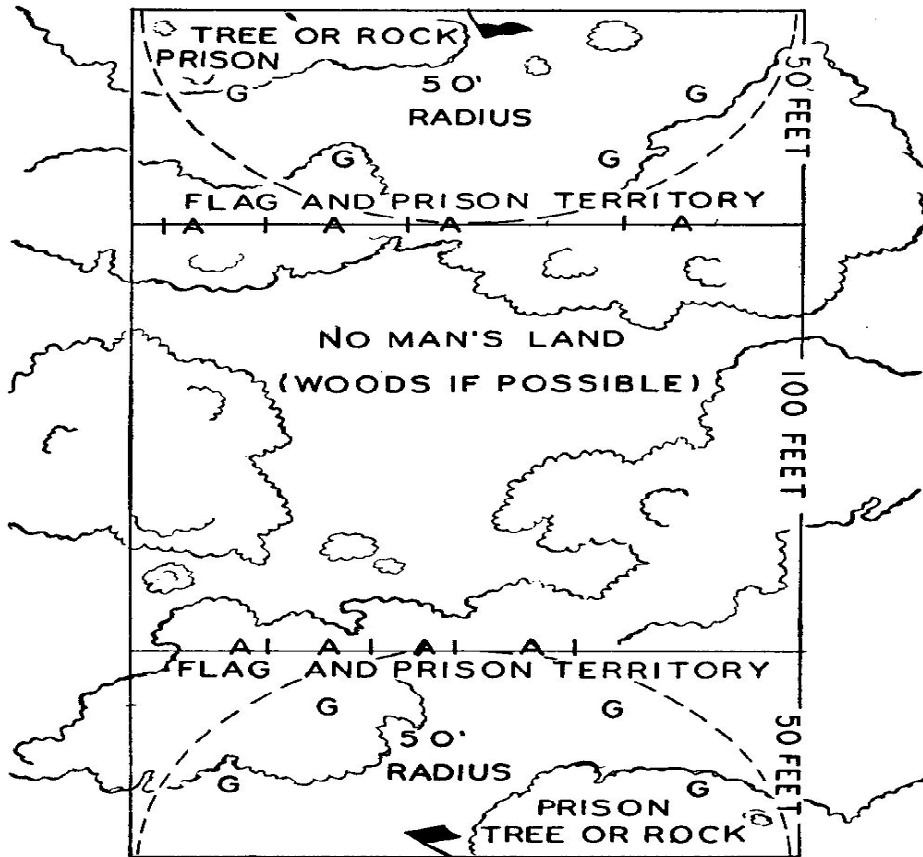 TREE OR ROCK
PRISON
G
50'
RADIUS
G
G
G
50 FEET
FLAG AND PRISON TERRITORY
A A A A
NO MAN'S LAND
(WOODS IF POSSIBLE)
100 FEET
A A A A
FLAG AND PRISON TERRITORY
G G
50'
RADIUS
50 FEET
G G
PRISON
TREE OR ROCK